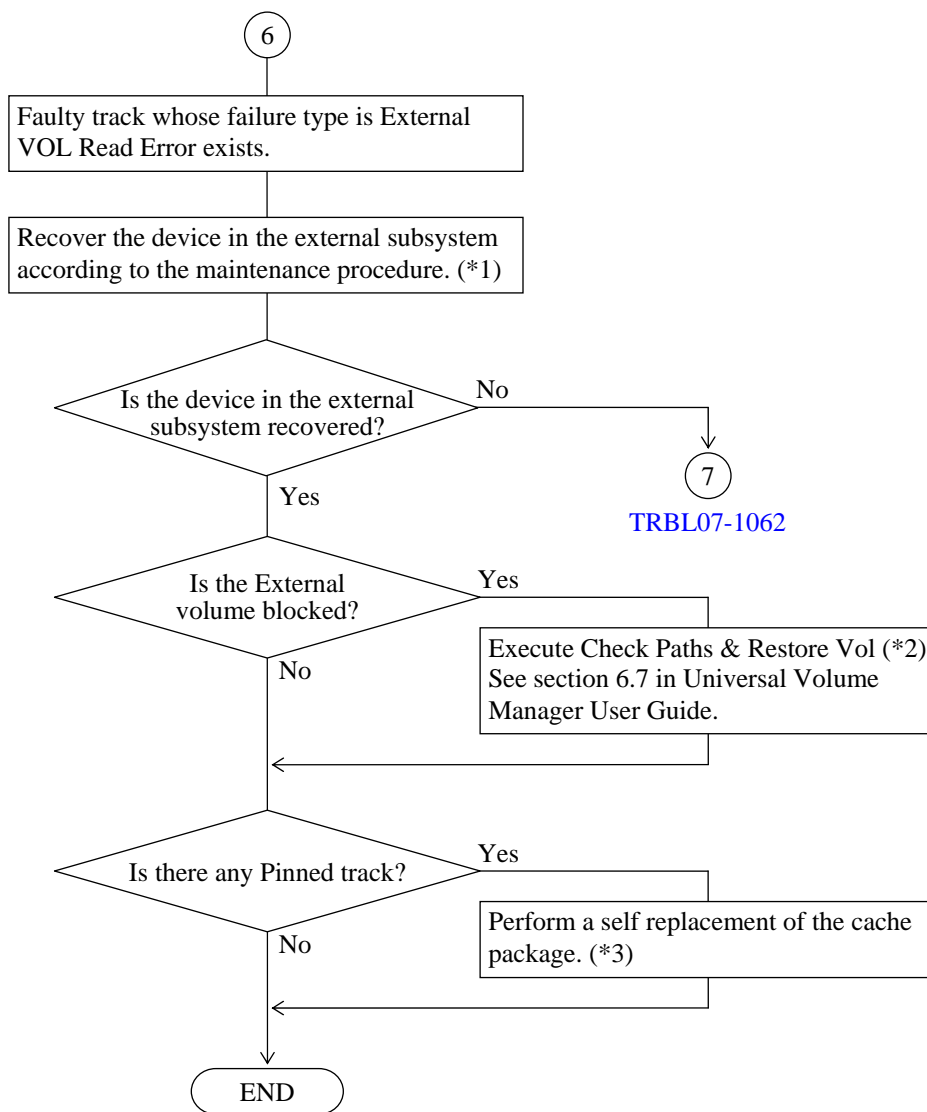 6
Faulty track whose failure type is External
VOL Read Error exists.
Recover the device in the external subsystem
according to the maintenance procedure. (*1)
Is the device in the external
subsystem recovered?
No
7
TRBL07-1062
Yes
Is the External
volume blocked?
Yes
Execute Check Paths & Restore Vol (*2)
See section 6.7 in Universal Volume
Manager User Guide.
No
Is there any Pinned track?
Yes
Perform a self replacement of the cache
package. (*3)
No
END